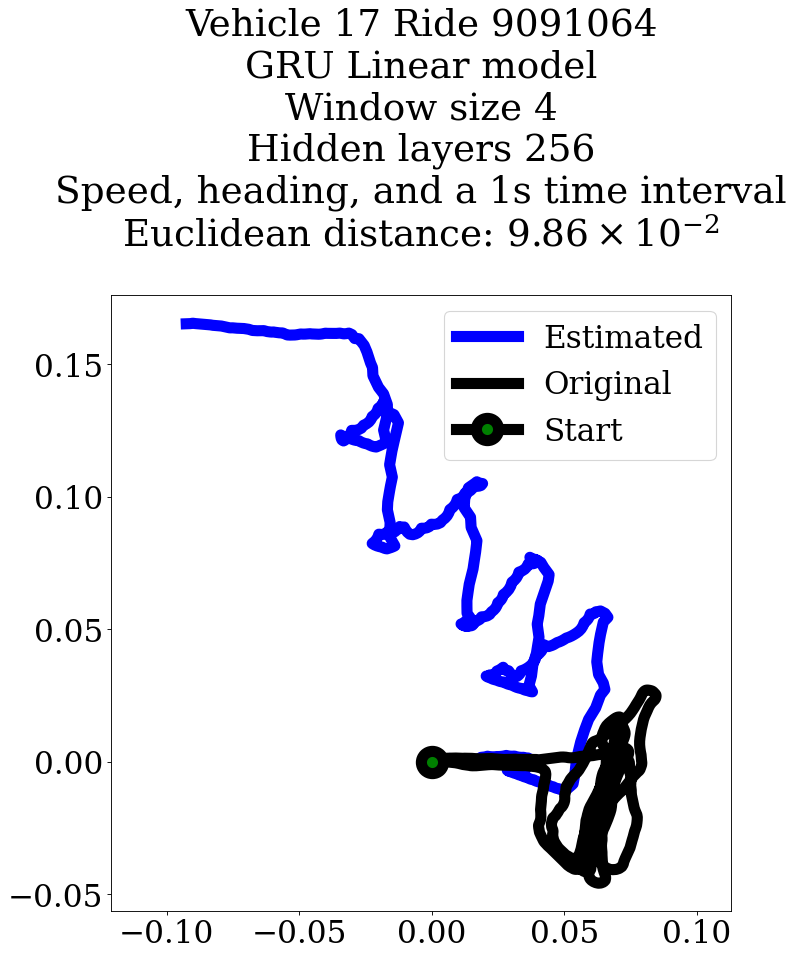 Vehicle 17 Ride 9091064
GRU Linear model
Window size 4
Hidden layers 256
Speed, heading, and a 1s time interval
Euclidean distance: 9.86 × 10⁻²
Estimated
Original
Start
0.15
0.10
0.05
0.00
−0.05
−0.10 −0.05 0.00 0.05 0.10